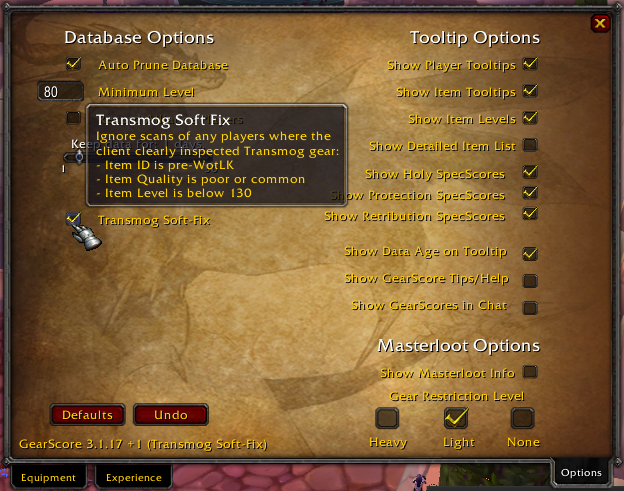 Database Options
Auto Prune Database
80 Minimum Level
Transmog Soft Fix
Ignore scans of any players where the
client clearly inspected Transmog gear:
- Item ID is pre-WotLK
- Item Quality is poor or common
- Item Level is below 130
Transmog Soft-Fix
Tooltip Options
Show Player Tooltips
Show Item Tooltips
Show Item Levels
Show Detailed Item List
Show Holy SpecScores
Show Protection SpecScores
Show Retribution SpecScores
Show Data Age on Tooltip
Show GearScore Tips/Help
Show GearScores in Chat
Masterloot Options
Show Masterloot Info
Gear Restriction Level
Heavy Light None
Defaults Undo
GearScore 3.1.17 +1 (Transmog Soft-Fix)
Equipment Experience Options